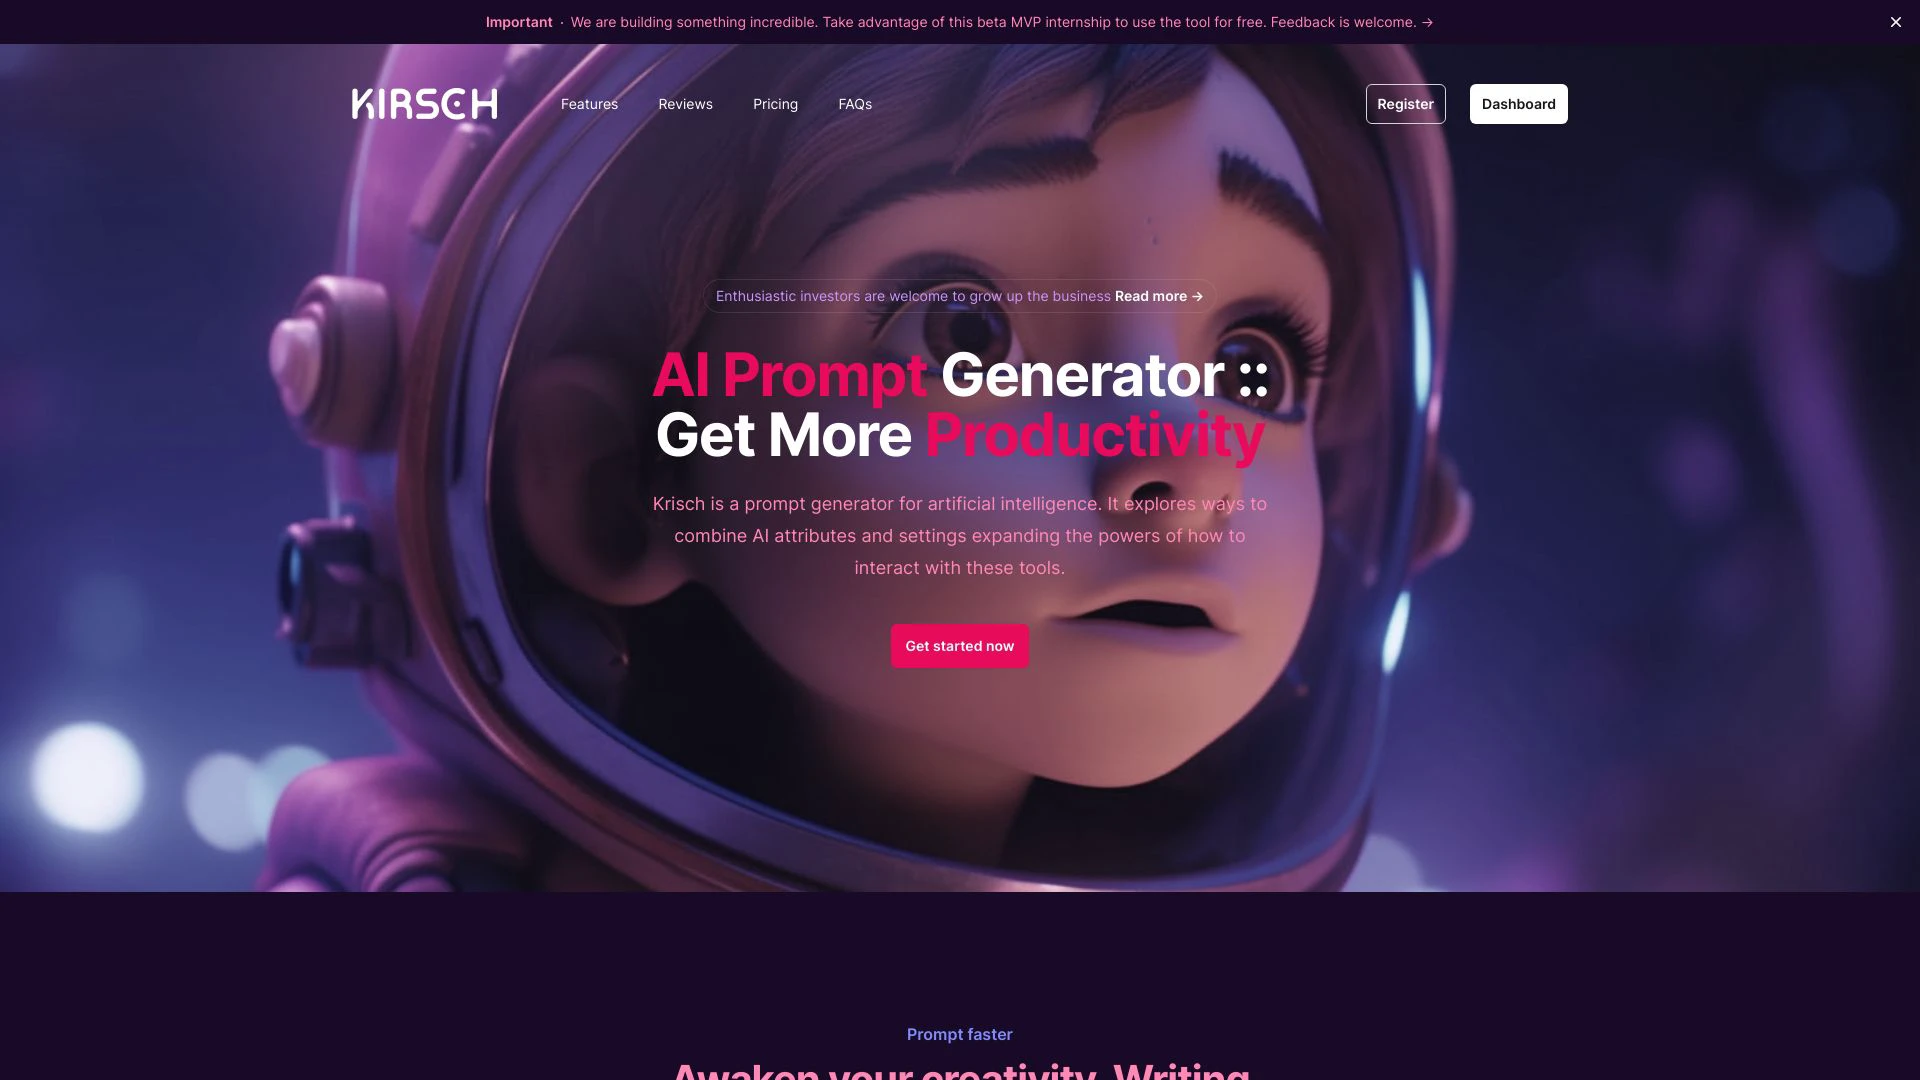 Important · We are building something incredible. Take advantage of this beta MVP internship to use the tool for free. Feedback is welcome. →
KIRSCH
Features
Reviews
Pricing
FAQs
Register
Dashboard
Enthusiastic investors are welcome to grow up the business Read more →
AI Prompt Generator ::
Get More Productivity
Krisch is a prompt generator for artificial intelligence. It explores ways to
combine AI attributes and settings expanding the powers of how to
interact with these tools.
Get started now
Prompt faster
Awaken your creativity. Writing